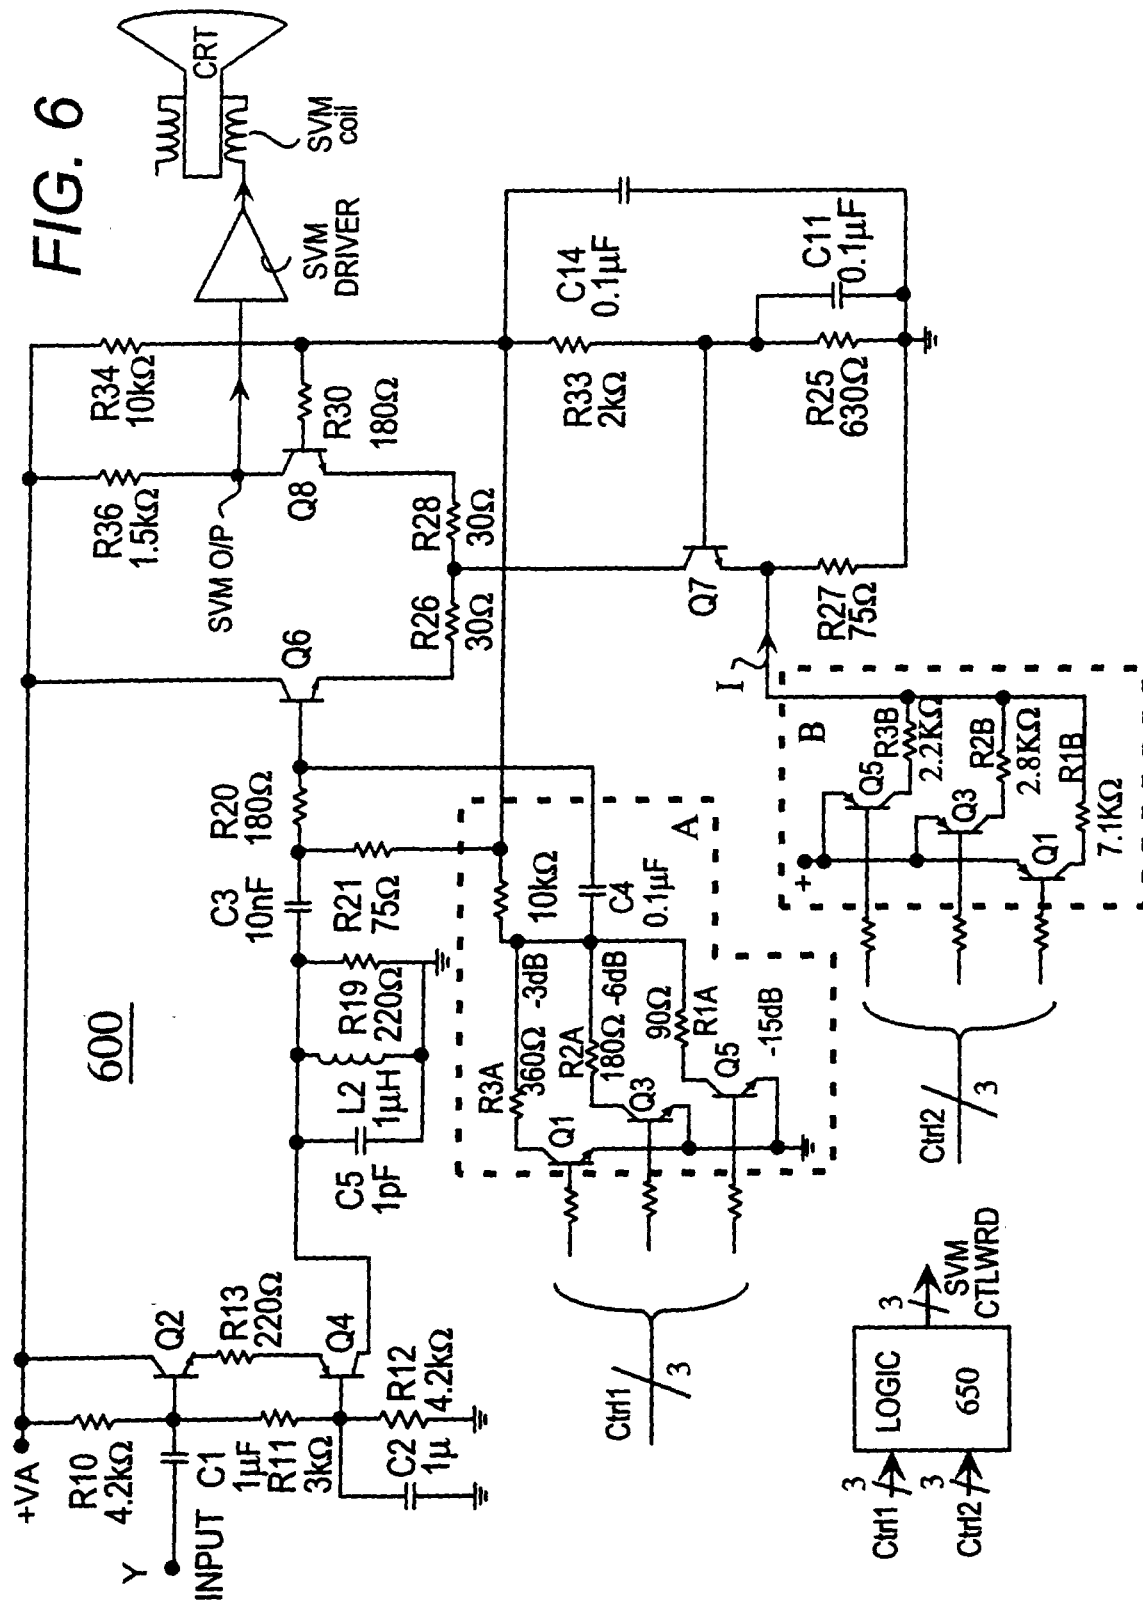 FIG. 6
600
+VA
R10
4.2kΩ
Y
INPUT
C1
1µF
R11
3kΩ
C2
1µ
R12
4.2kΩ
Q2
R13
220Ω
Q4
C5
1pF
L2
1µH
R19
220Ω
C3
10nF
R21
75Ω
R20
180Ω
Q6
R26
30Ω
R28
30Ω
SVM O/P
R36
1.5kΩ
Q8
R34
10kΩ
R30
180Ω
SVM
DRIVER
SVM
coil
CRT
R33
2kΩ
C14
0.1µF
R25
630Ω
C11
0.1µF
Q7
R27
75Ω
I
A
10kΩ
C4
0.1µF
R3A
360Ω -3dB
R2A
180Ω -6dB
90Ω
R1A
-15dB
Q1
Q3
Q5
Ctrl1
3
B
+
Q5
R3B
2.2KΩ
Q3
R2B
2.8KΩ
Q1
R1B
7.1KΩ
Ctrl2
3
Ctrl1
3
Ctrl2
3
LOGIC
650
3
SVM
CTLWRD